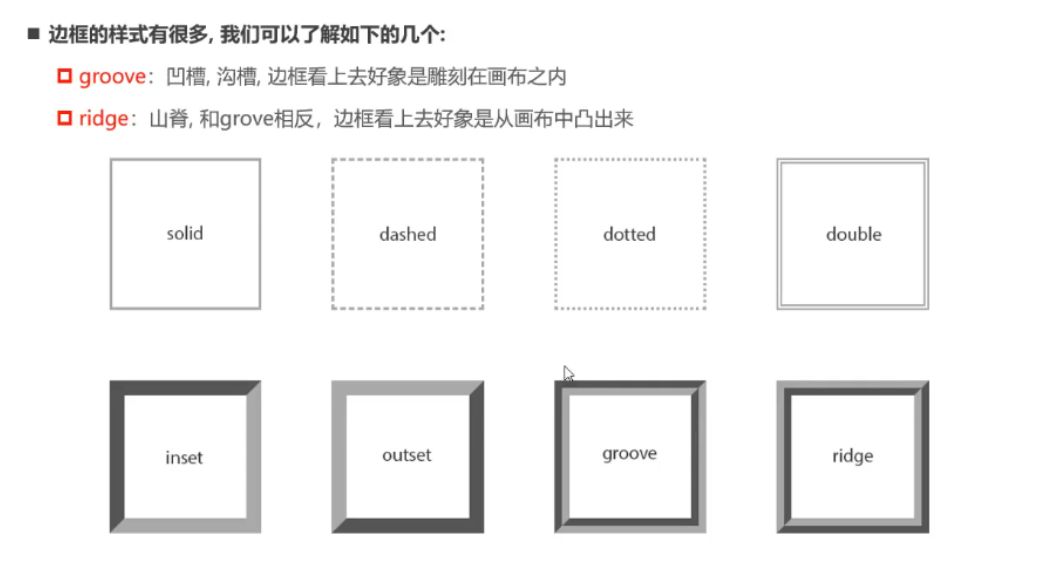 ■ 边框的样式有很多, 我们可以了解如下的几个:
groove：凹槽, 沟槽, 边框看上去好象是雕刻在画布之内
ridge：山脊, 和grove相反，边框看上去好象是从画布中凸出来
solid dashed dotted double
inset outset groove ridge